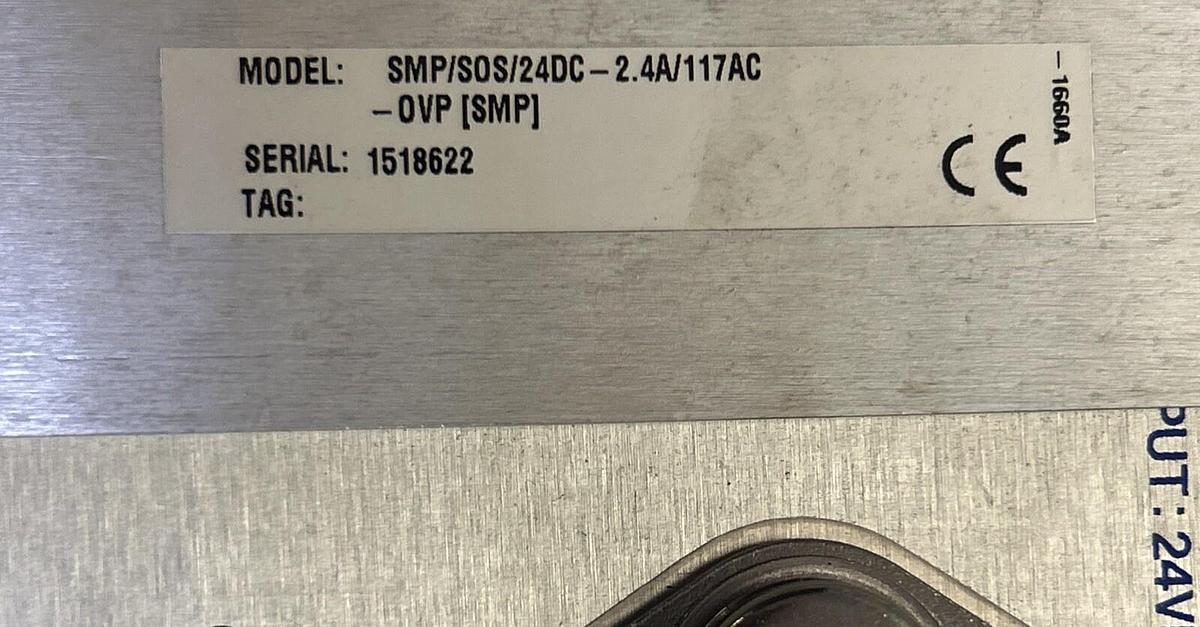 MODEL: SMP/SOS/24DC – 2.4A/117AC
– OVP [SMP]
SERIAL: 1518622
TAG:
CE
– 1660A
PUT : 24V